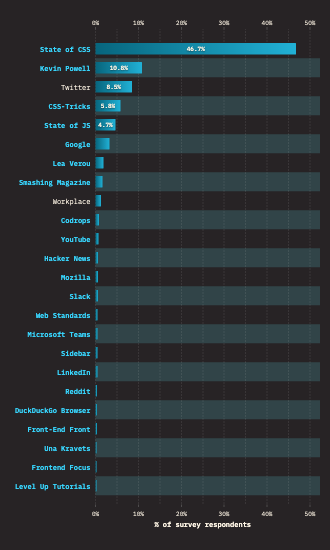 0% 10% 20% 30% 40% 50%
State of CSS 46.7%
Kevin Powell 10.8%
Twitter 8.5%
CSS-Tricks 5.8%
State of JS 4.7%
Google
Lea Verou
Smashing Magazine
Workplace
Codrops
YouTube
Hacker News
Mozilla
Slack
Web Standards
Microsoft Teams
Sidebar
LinkedIn
Reddit
DuckDuckGo Browser
Front-End Front
Una Kravets
Frontend Focus
Level Up Tutorials
0% 10% 20% 30% 40% 50%
% of survey respondents